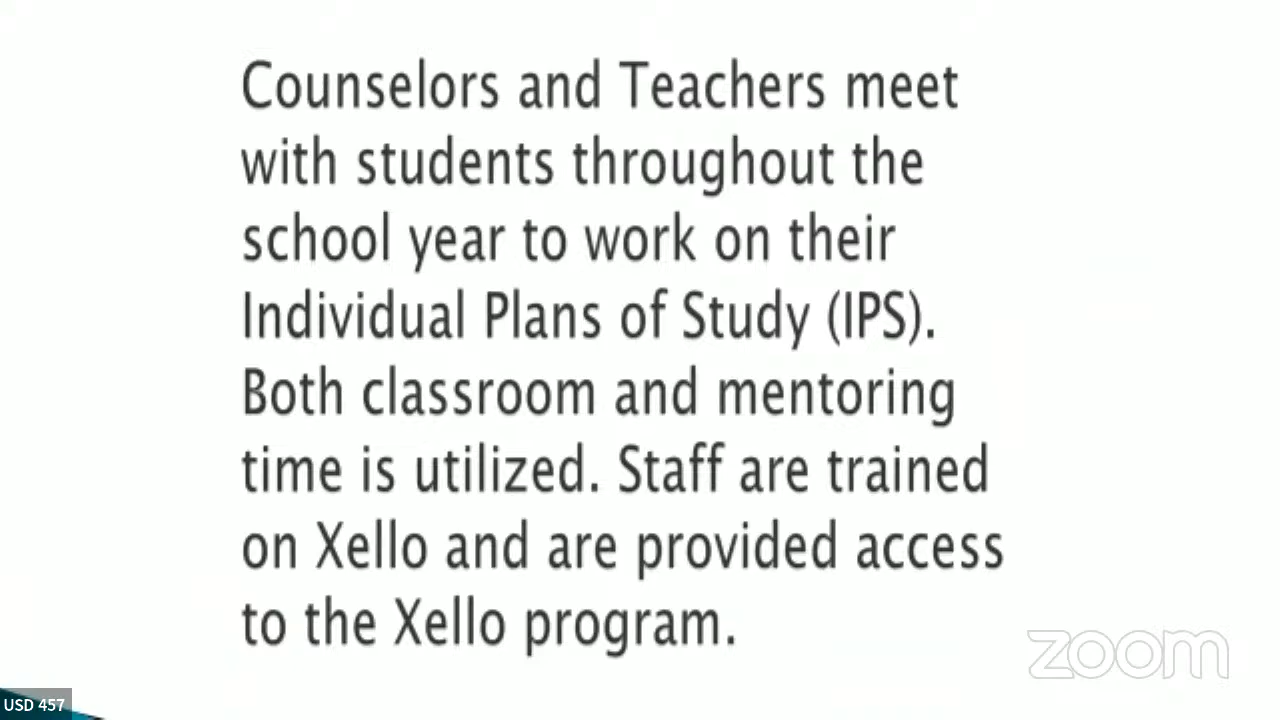 Counselors and Teachers meet
with students throughout the
school year to work on their
Individual Plans of Study (IPS).
Both classroom and mentoring
time is utilized. Staff are trained
on Xello and are provided access
to the Xello program.
zoom
USD 457